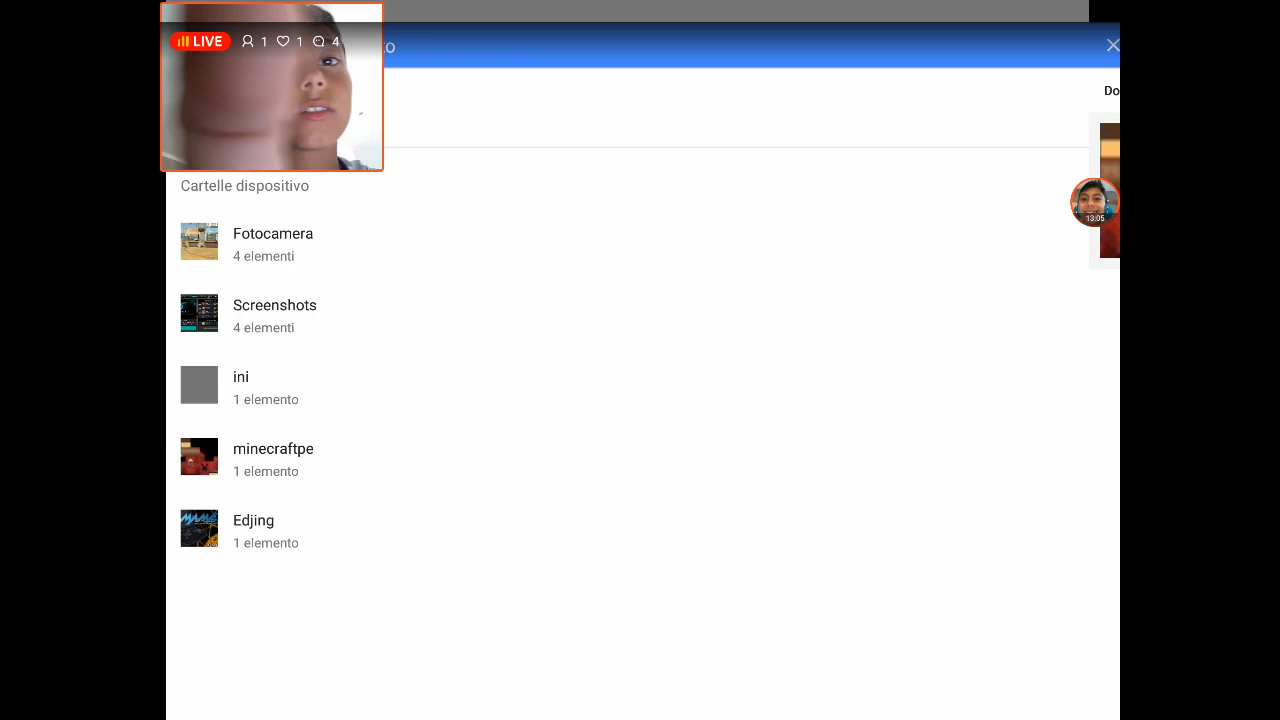 LIVE 1 1 4
o
Do
13:05
Cartelle dispositivo
Fotocamera
4 elementi
Screenshots
4 elementi
ini
1 elemento
minecraftpe
1 elemento
Edjing
1 elemento